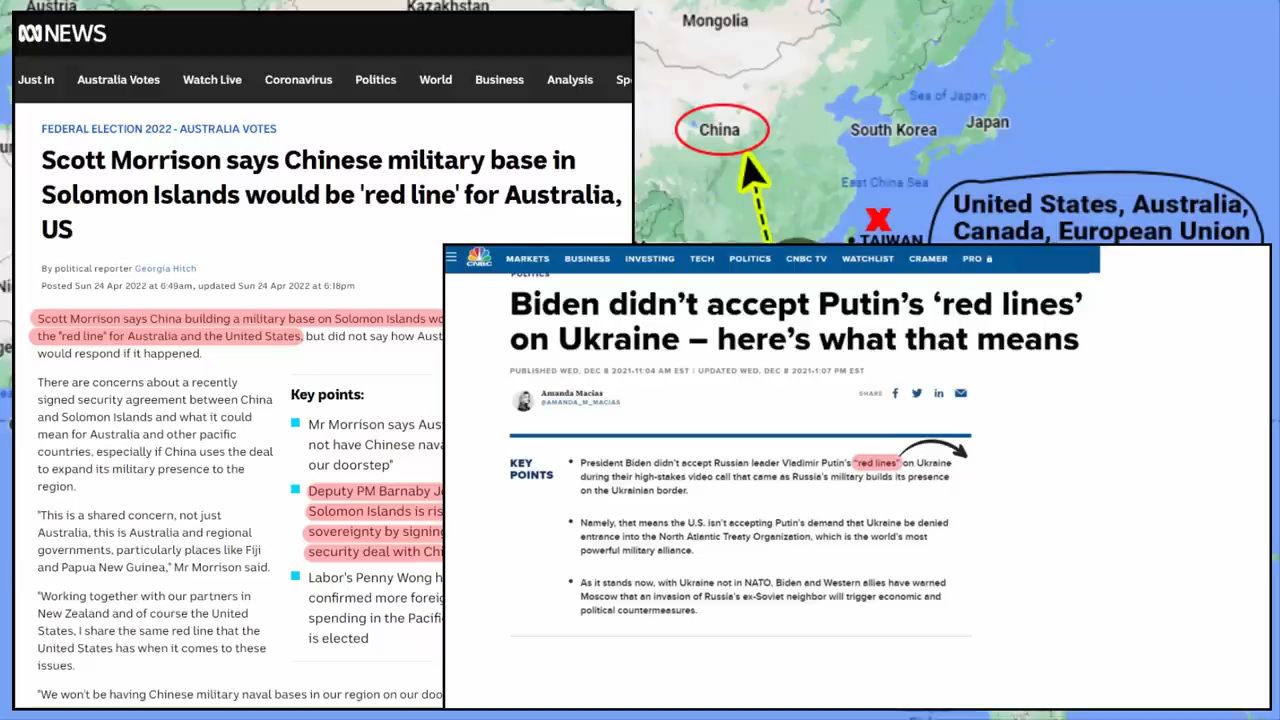 Austria
Kazakhstan
Mongolia
NEWS
Just In Australia Votes Watch Live Coronavirus Politics World Business Analysis
FEDERAL ELECTION 2022 - AUSTRALIA VOTES
Scott Morrison says Chinese military base in
Solomon Islands would be 'red line' for Australia,
US
By political reporter Georgia Hitch
Posted Sun 24 Apr 2022 at 6:49am, updated Sun 24 Apr 2022 at 6:18pm
Scott Morrison says China building a military base on Solomon Islands
the "red line" for Australia and the United States, but did not say how
would respond if it happened.
There are concerns about a recently
signed security agreement between China
and Solomon Islands and what it could
mean for Australia and other pacific
countries, especially if China uses the deal
to expand its military presence to the
region.
"This is a shared concern, not just
Australia, this is Australia and regional
governments, particularly places like Fiji
and Papua New Guinea," Mr Morrison said.
"Working together with our partners in
New Zealand and of course the United
States, I share the same red line that the
United States has when it comes to these
issues.
"We won't be having Chinese military naval bases in our region on our
Key points:
Mr Morrison says
not have Chinese
our doorstep"
Deputy PM Barnaby
Solomon Islands is
sovereignty by signing
security deal with
Labor's Penny Wong
confirmed more
spending in the
is elected
China
South Korea
Sea of Japan
Japan
East China Sea
X
TAIWAN
United States, Australia,
Canada, European Union
CNBC
MARKETS BUSINESS INVESTING TECH POLITICS CNBC TV WATCHLIST CRAMER PRO
POLITICS
Biden didn't accept Putin's 'red lines'
on Ukraine – here's what that means
PUBLISHED WED, DEC 8 2021•11:04 AM EST | UPDATED WED, DEC 8 2021•1:07 PM EST
Amanda Macias
@AMANDA_M_MACIAS
SHARE
KEY
POINTS
President Biden didn't accept Russian leader Vladimir Putin's "red lines" on Ukraine
during their high-stakes video call that came as Russia's military builds its presence
on the Ukrainian border.
Namely, that means the U.S. isn't accepting Putin's demand that Ukraine be denied
entrance into the North Atlantic Treaty Organization, which is the world's most
powerful military alliance.
As it stands now, with Ukraine not in NATO, Biden and Western allies have warned
Moscow that an invasion of Russia's ex-Soviet neighbor will trigger economic and
political countermeasures.